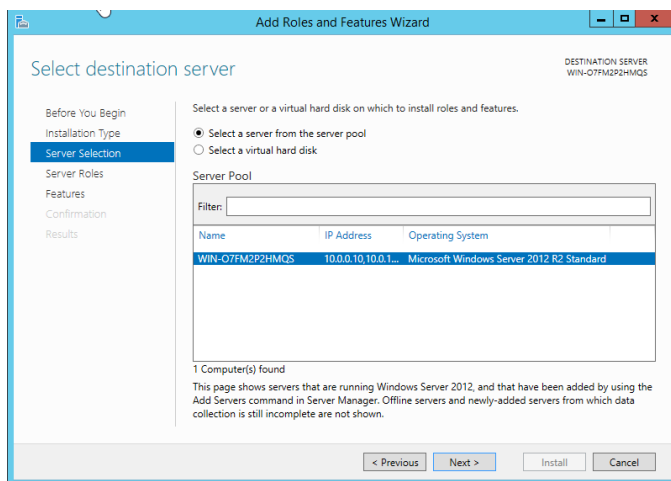 Add Roles and Features Wizard
Select destination server
DESTINATION SERVER
WIN-O7FM2P2HMQS
Before You Begin
Installation Type
Server Selection
Server Roles
Features
Confirmation
Results
Select a server or a virtual hard disk on which to install roles and features.
Select a server from the server pool
Select a virtual hard disk
Server Pool
Filter:
Name IP Address Operating System
WIN-O7FM2P2HMQS 10.0.0.10,10.0.1... Microsoft Windows Server 2012 R2 Standard
1 Computer(s) found
This page shows servers that are running Windows Server 2012, and that have been added by using the
Add Servers command in Server Manager. Offline servers and newly-added servers from which data
collection is still incomplete are not shown.
< Previous Next > Install Cancel